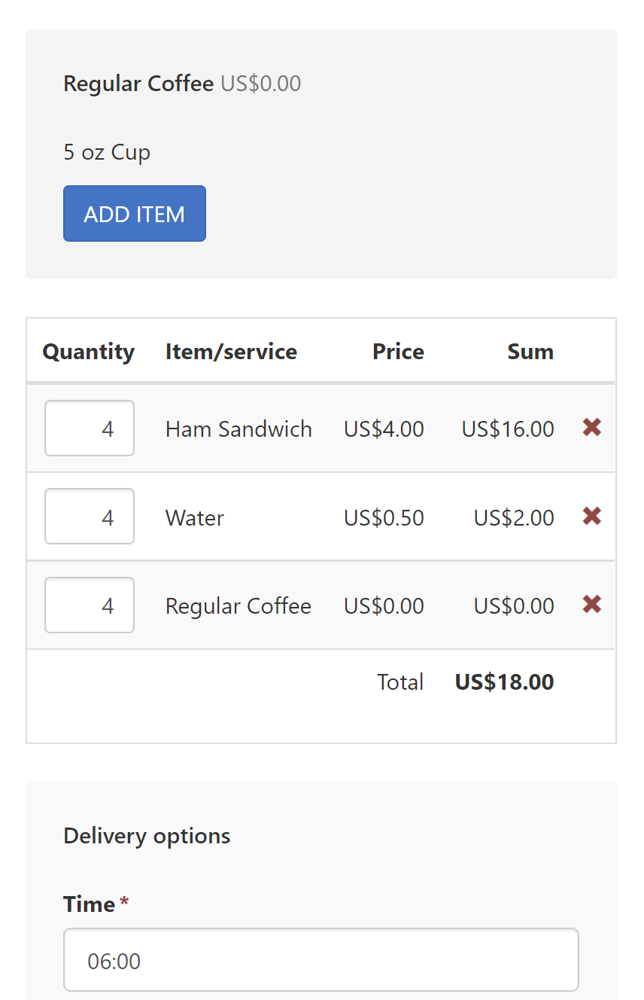 Regular Coffee US$0.00
5 oz Cup
ADD ITEM
Quantity Item/service Price Sum
4 Ham Sandwich US$4.00 US$16.00 ✖
4 Water US$0.50 US$2.00 ✖
4 Regular Coffee US$0.00 US$0.00 ✖
Total US$18.00
Delivery options
Time *
06:00